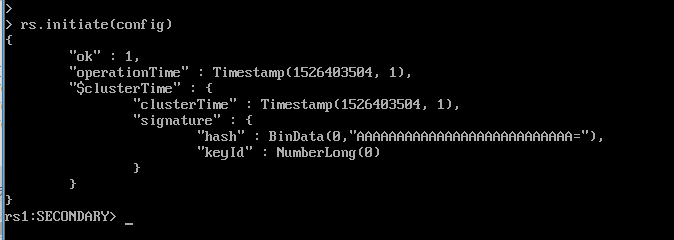 >
> rs.initiate(config)
{
        "ok" : 1,
        "operationTime" : Timestamp(1526403504, 1),
        "$clusterTime" : {
                "clusterTime" : Timestamp(1526403504, 1),
                "signature" : {
                        "hash" : BinData(0,"AAAAAAAAAAAAAAAAAAAAAAAAAAA="),
                        "keyId" : NumberLong(0)
                }
        }
}
rs1:SECONDARY> _